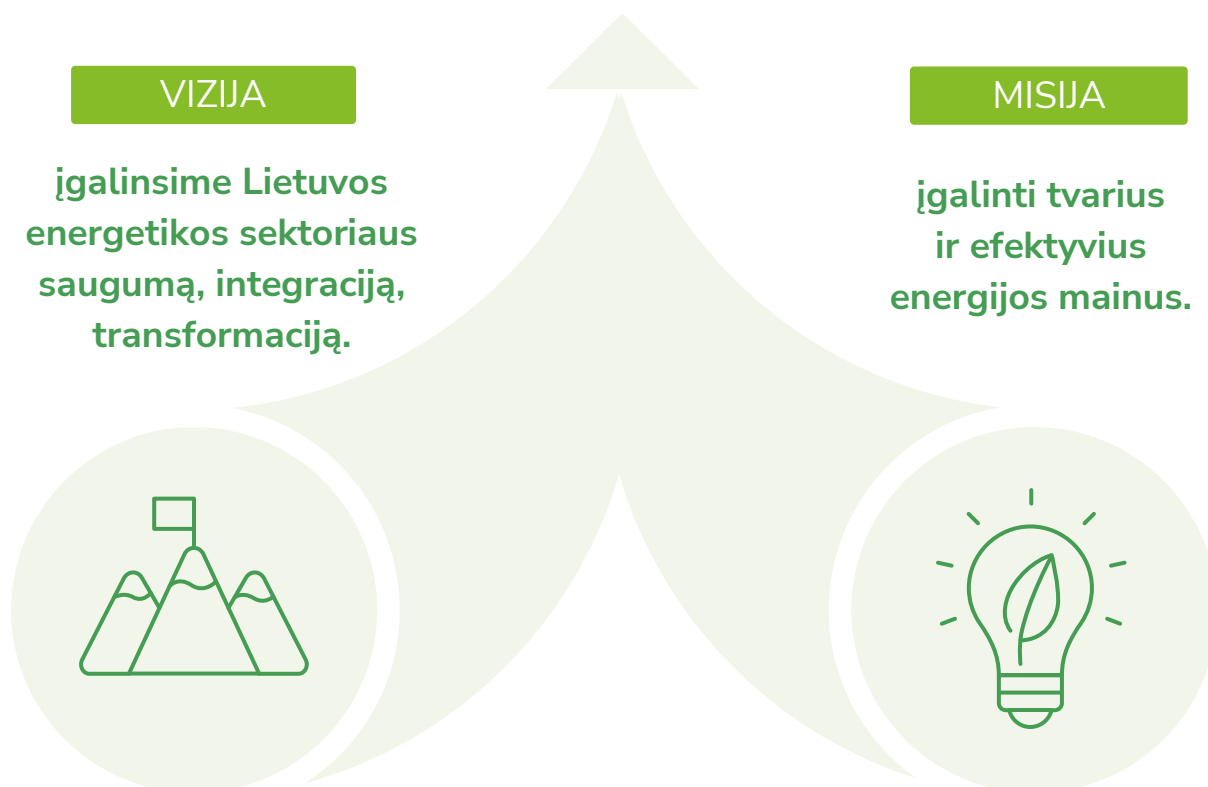 VIZIJA
įgalinsime Lietuvos
energetikos sektoriaus
saugumą, integraciją,
transformaciją.
MISIJA
įgalinti tvarius
ir efektyvius
energijos mainus.